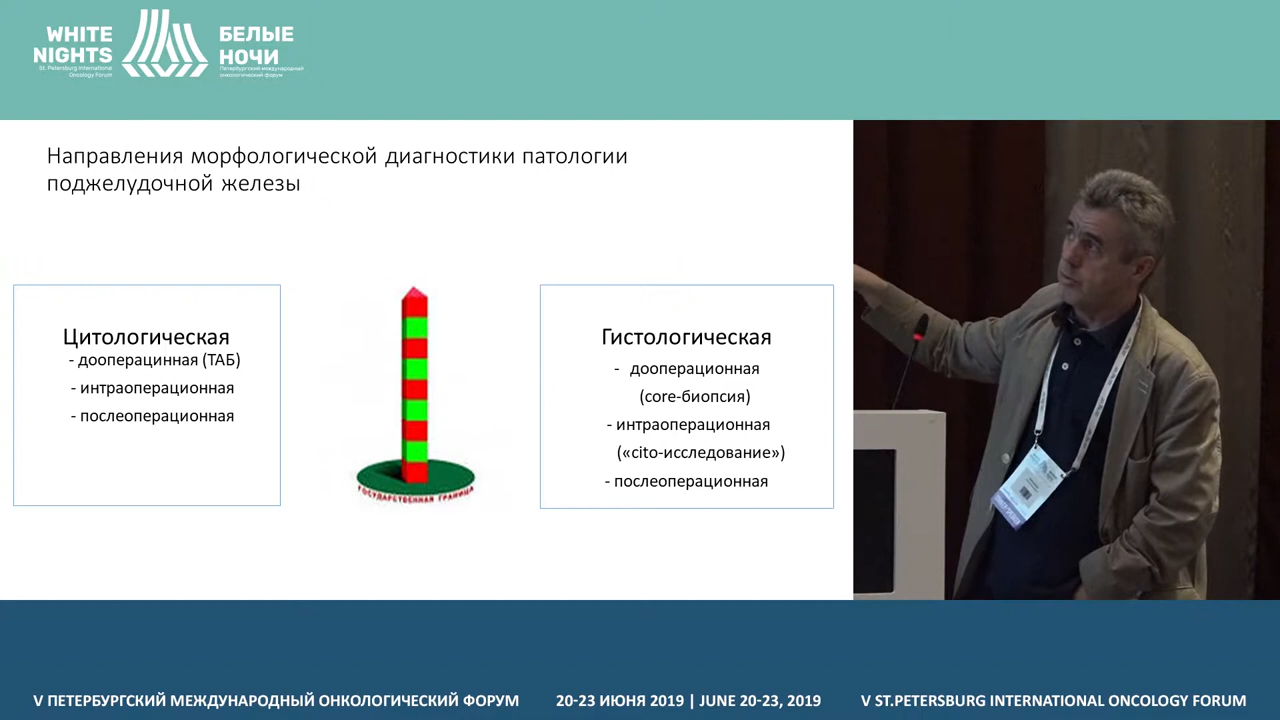 WHITE
NIGHTS
St. Petersburg International
Oncology Forum
БЕЛЫЕ
НОЧИ
Петербургский международный
онкологический форум
Направления морфологической диагностики патологии
поджелудочной железы
Цитологическая
- дооперацинная (ТАБ)
- интраоперационная
- послеоперационная
ГОСУДАРСТВЕННАЯ ГРАНИЦА
Гистологическая
- дооперационная
(core-биопсия)
- интраоперационная
(«cito-исследование»)
- послеоперационная
V ПЕТЕРБУРГСКИЙ МЕЖДУНАРОДНЫЙ ОНКОЛОГИЧЕСКИЙ ФОРУМ
20-23 ИЮНЯ 2019 | JUNE 20-23, 2019
V ST.PETERSBURG INTERNATIONAL ONCOLOGY FORUM